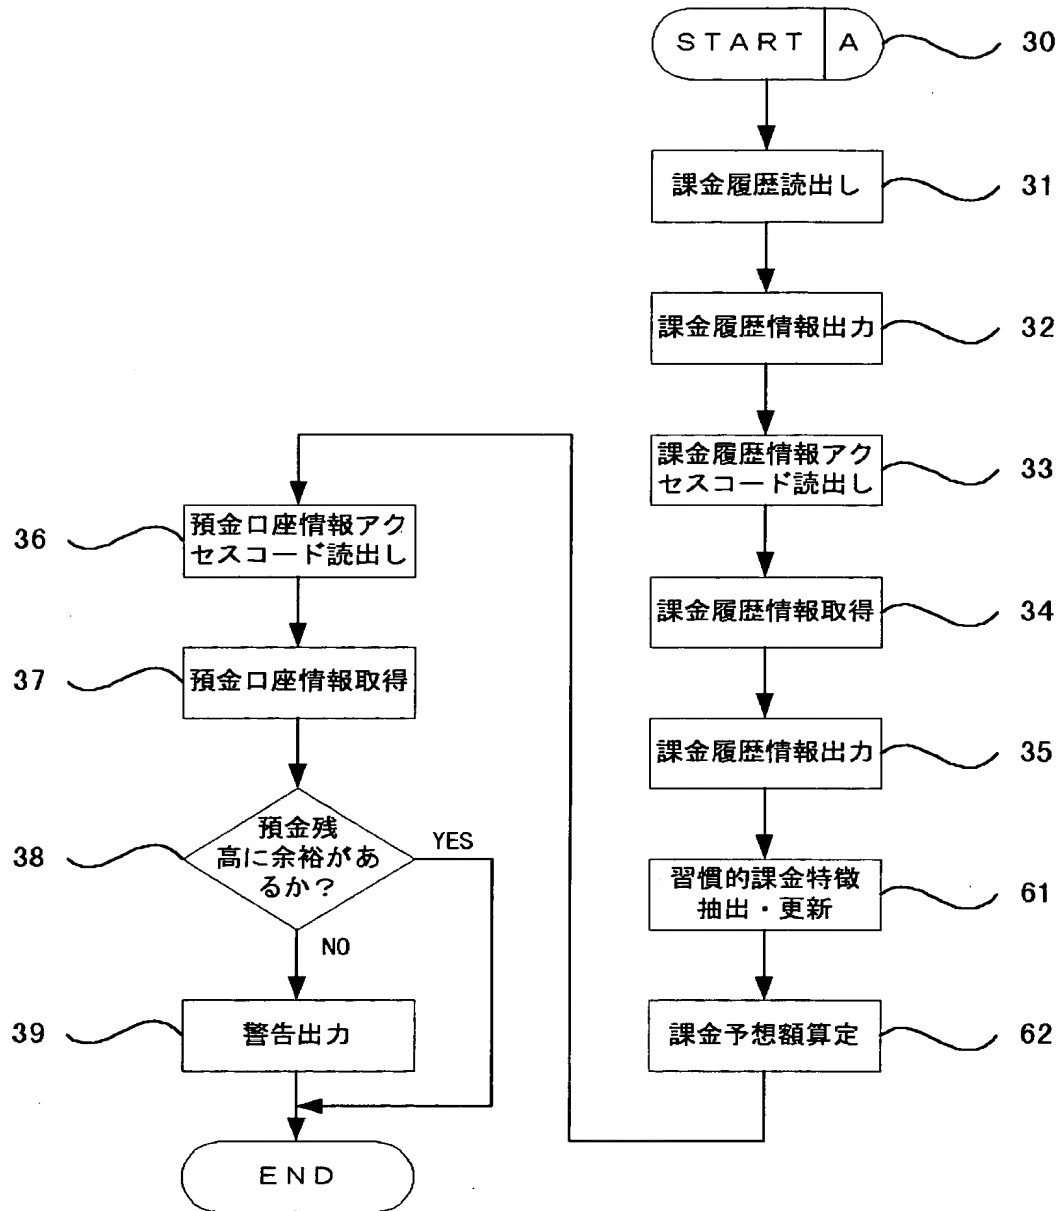 START A
30
課金履歴読出し
31
課金履歴情報出力
32
課金履歴情報アク
セスコード読出し
33
課金履歴情報取得
34
課金履歴情報出力
35
習慣的課金特徴
抽出・更新
61
課金予想額算定
62
36
預金口座情報アク
セスコード読出し
37
預金口座情報取得
38
預金残
高に余裕があ
るか？
YES
NO
39
警告出力
END